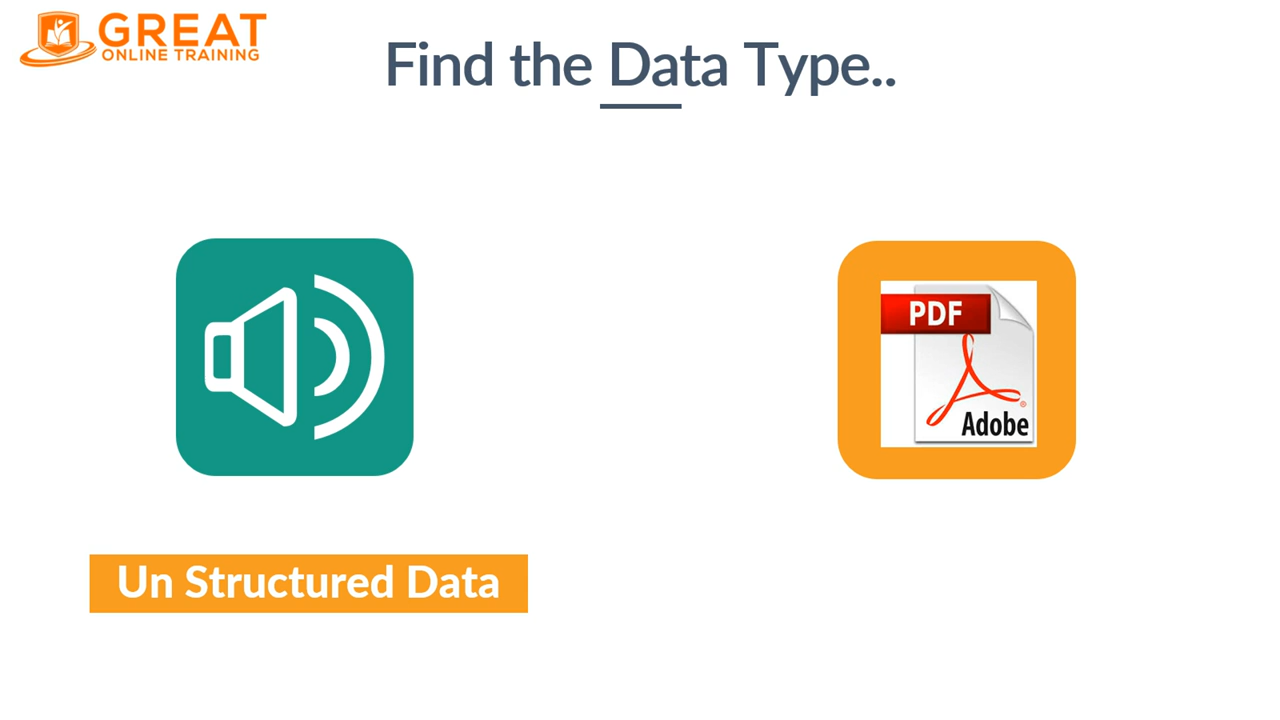 GREAT
ONLINE TRAINING
Find the Data Type..
PDF
®
Adobe
Un Structured Data